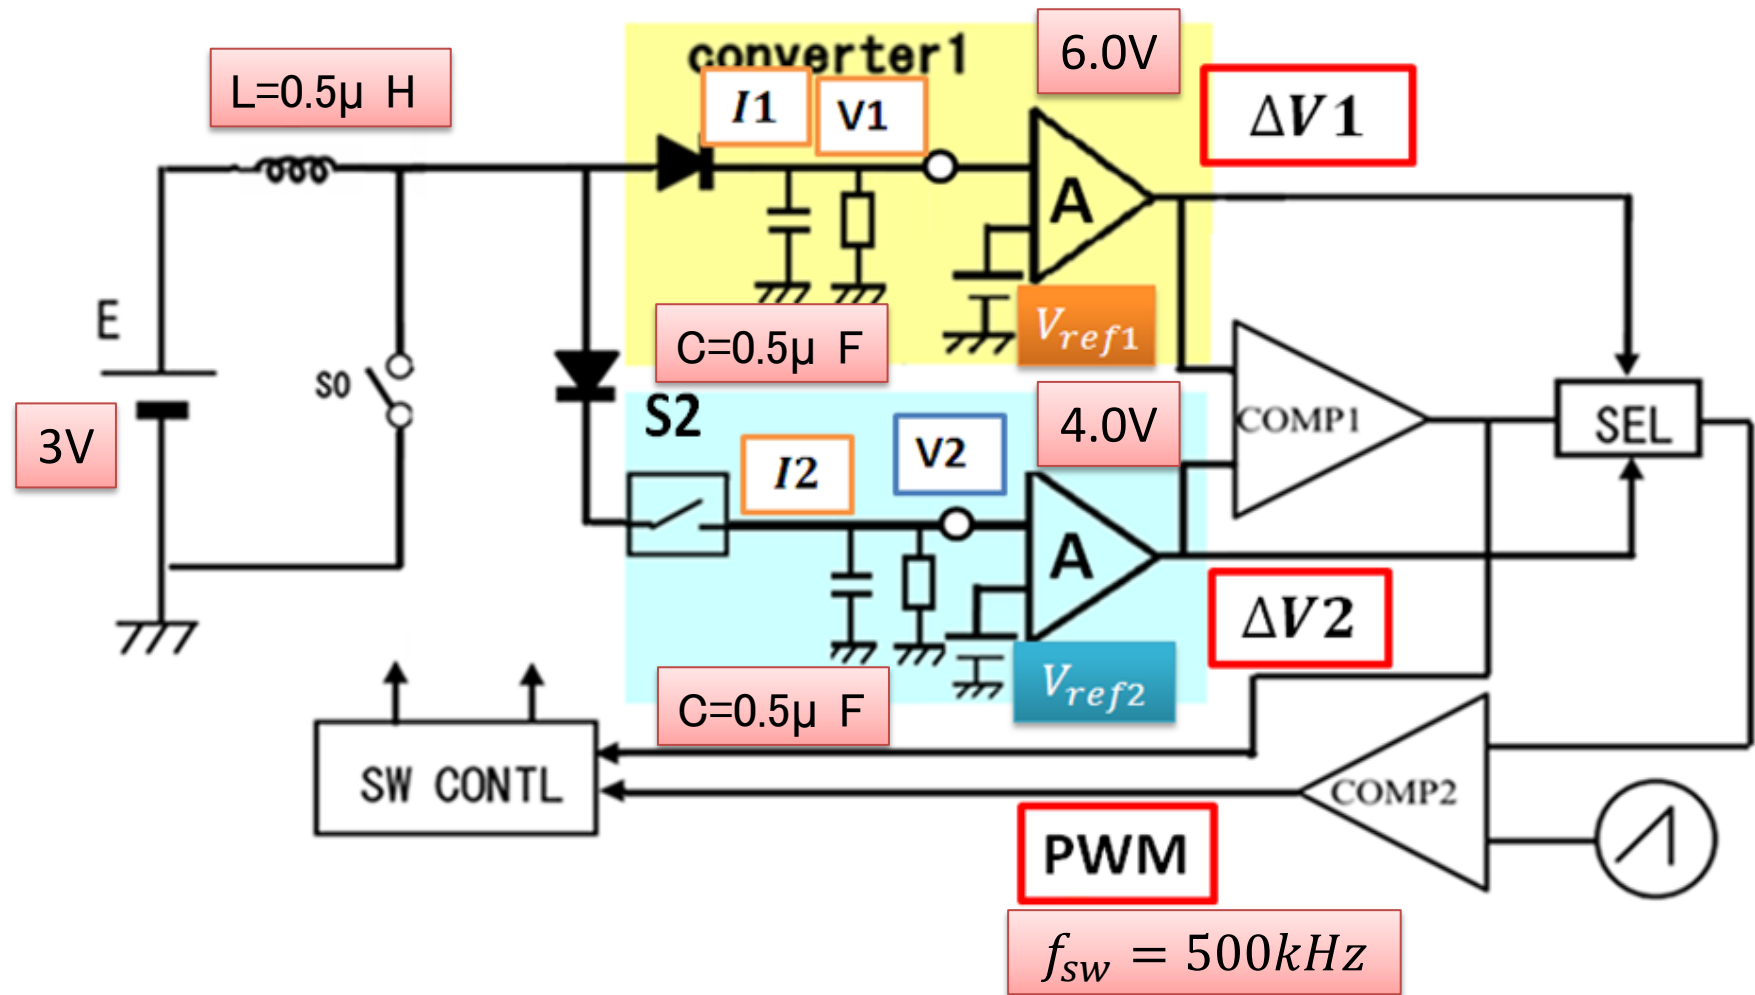 converter1
6.0V
L=0.5μ H
I1
V1
ΔV1
A
E
C=0.5μ F
Vref1
S0
S2
4.0V
3V
I2
V2
COMP1
SEL
A
ΔV2
C=0.5μ F
Vref2
SW CONTL
COMP2
PWM
fsw = 500kHz